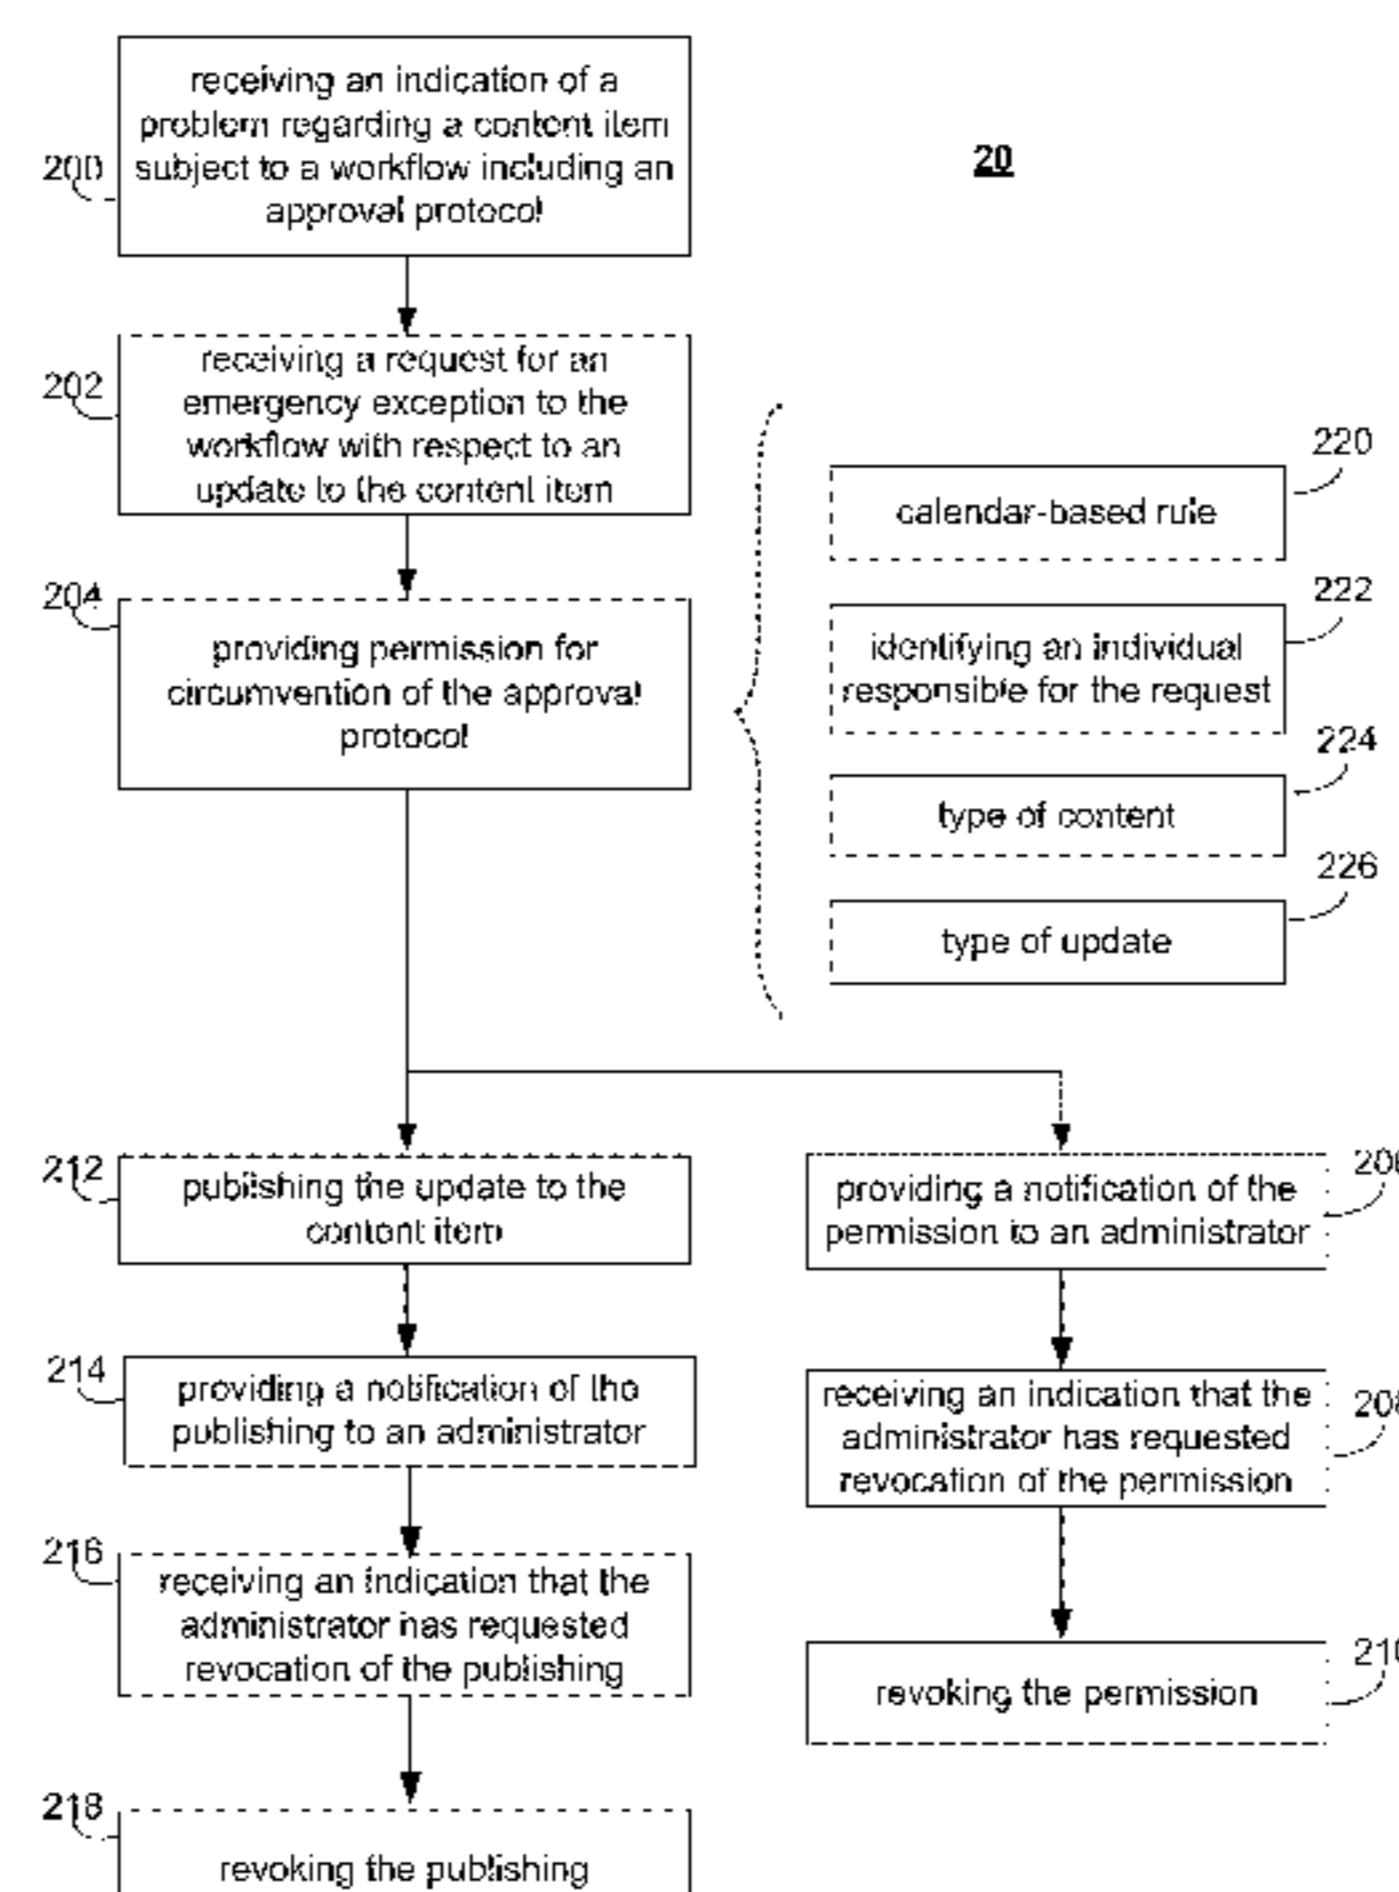 receiving an indication of a
problem regarding a content item
subject to a workflow including an
approval protocol
200
20
receiving a request for an
emergency exception to the
workflow with respect to an
update to the content item
202
providing permission for
circumvention of the approval
protocol
204
calendar-based rule
220
identifying an individual
responsible for the request
222
type of content
224
type of update
226
publishing the update to the
content item
212
providing a notification of the
publishing to an administrator
214
receiving an indication that the
administrator has requested
revocation of the publishing
216
revoking the publishing
218
providing a notification of the
permission to an administrator
206
receiving an indication that the
administrator has requested
revocation of the permission
208
revoking the permission
210